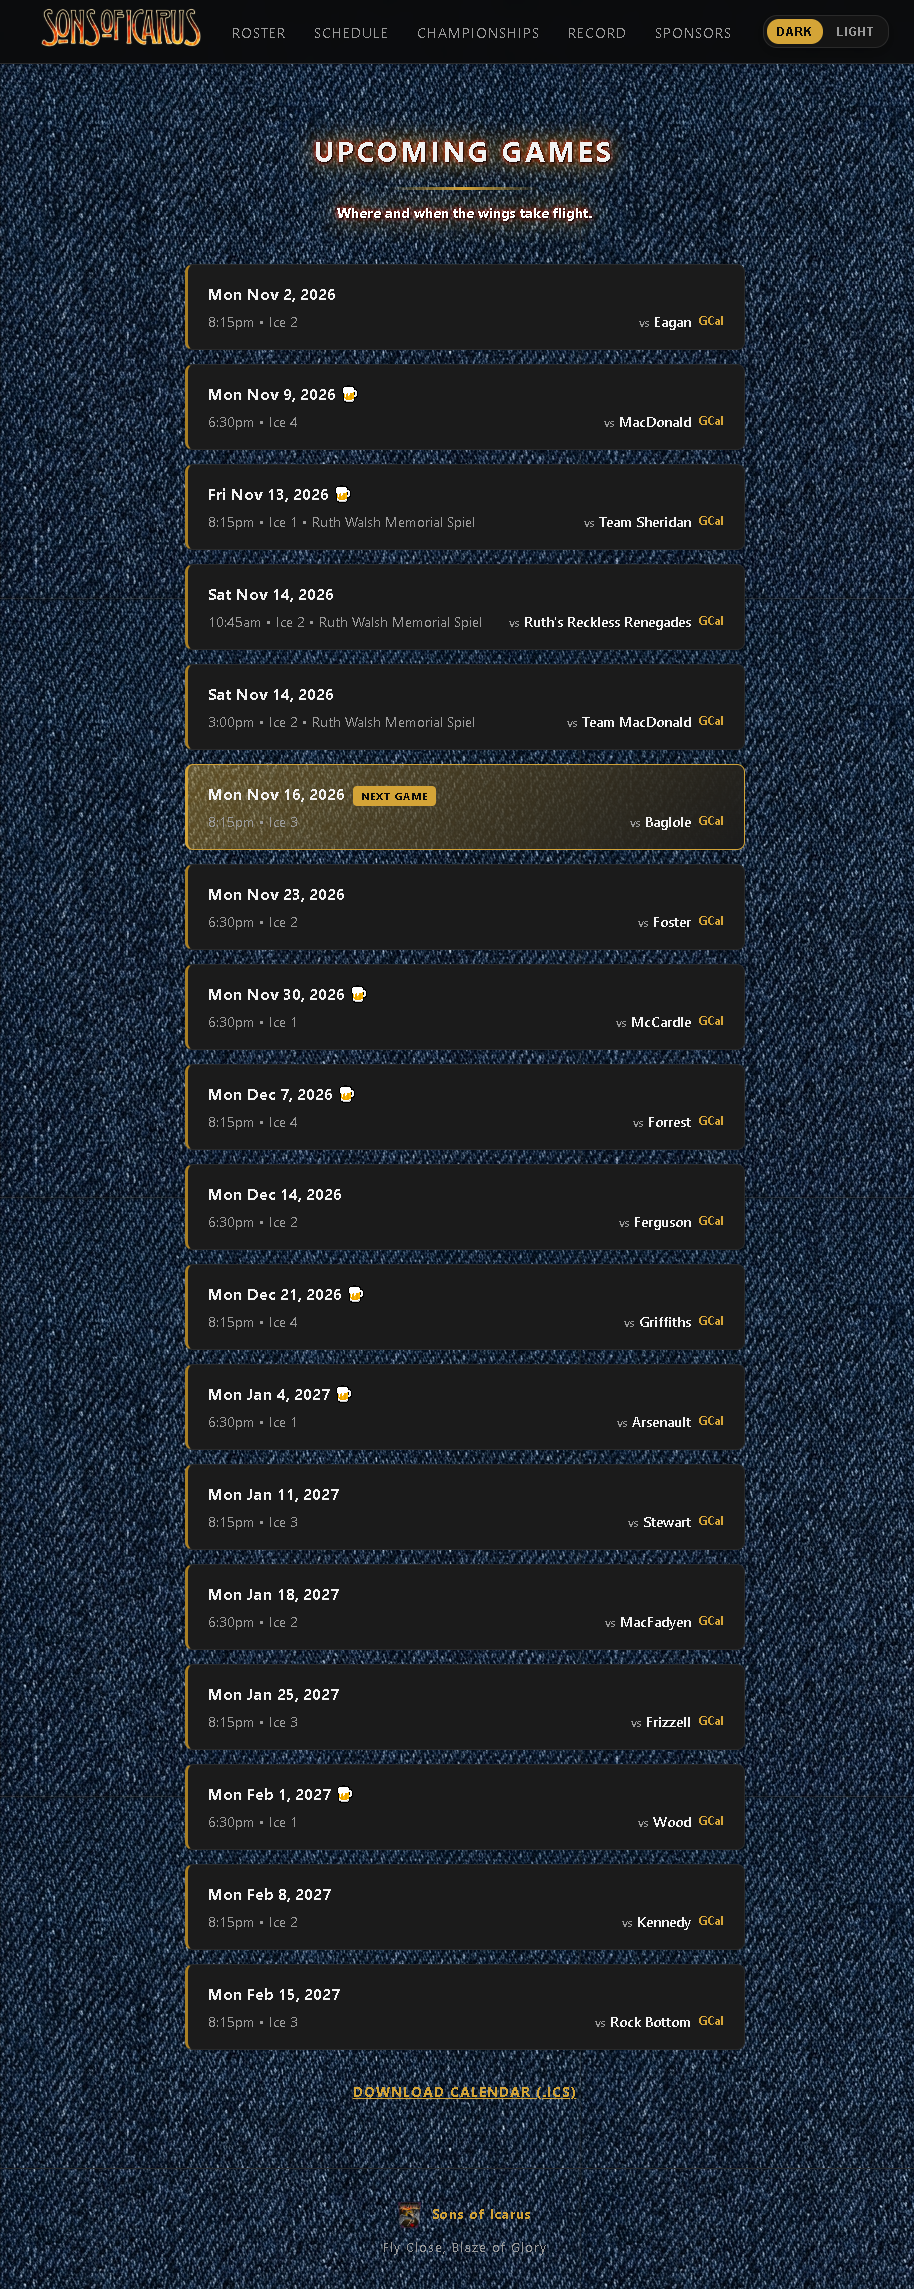 SONS OF ICARUS
ROSTER SCHEDULE CHAMPIONSHIPS RECORD SPONSORS DARK LIGHT
UPCOMING GAMES
Where and when the wings take flight.
Mon Nov 2, 2026
8:15pm • Ice 2 vs Eagan GCal
Mon Nov 9, 2026 🍺
6:30pm • Ice 4 vs MacDonald GCal
Fri Nov 13, 2026 🍺
8:15pm • Ice 1 • Ruth Walsh Memorial Spiel vs Team Sheridan GCal
Sat Nov 14, 2026
10:45am • Ice 2 • Ruth Walsh Memorial Spiel vs Ruth's Reckless Renegades GCal
Sat Nov 14, 2026
3:00pm • Ice 2 • Ruth Walsh Memorial Spiel vs Team MacDonald GCal
Mon Nov 16, 2026 NEXT GAME
8:15pm • Ice 3 vs Baglole GCal
Mon Nov 23, 2026
6:30pm • Ice 2 vs Foster GCal
Mon Nov 30, 2026 🍺
6:30pm • Ice 1 vs McCardle GCal
Mon Dec 7, 2026 🍺
8:15pm • Ice 4 vs Forrest GCal
Mon Dec 14, 2026
6:30pm • Ice 2 vs Ferguson GCal
Mon Dec 21, 2026 🍺
8:15pm • Ice 4 vs Griffiths GCal
Mon Jan 4, 2027 🍺
6:30pm • Ice 1 vs Arsenault GCal
Mon Jan 11, 2027
8:15pm • Ice 3 vs Stewart GCal
Mon Jan 18, 2027
6:30pm • Ice 2 vs MacFadyen GCal
Mon Jan 25, 2027
8:15pm • Ice 3 vs Frizzell GCal
Mon Feb 1, 2027 🍺
6:30pm • Ice 1 vs Wood GCal
Mon Feb 8, 2027
8:15pm • Ice 2 vs Kennedy GCal
Mon Feb 15, 2027
8:15pm • Ice 3 vs Rock Bottom GCal
DOWNLOAD CALENDAR (.ICS)
Sons of Icarus
Fly Close, Blaze of Glory